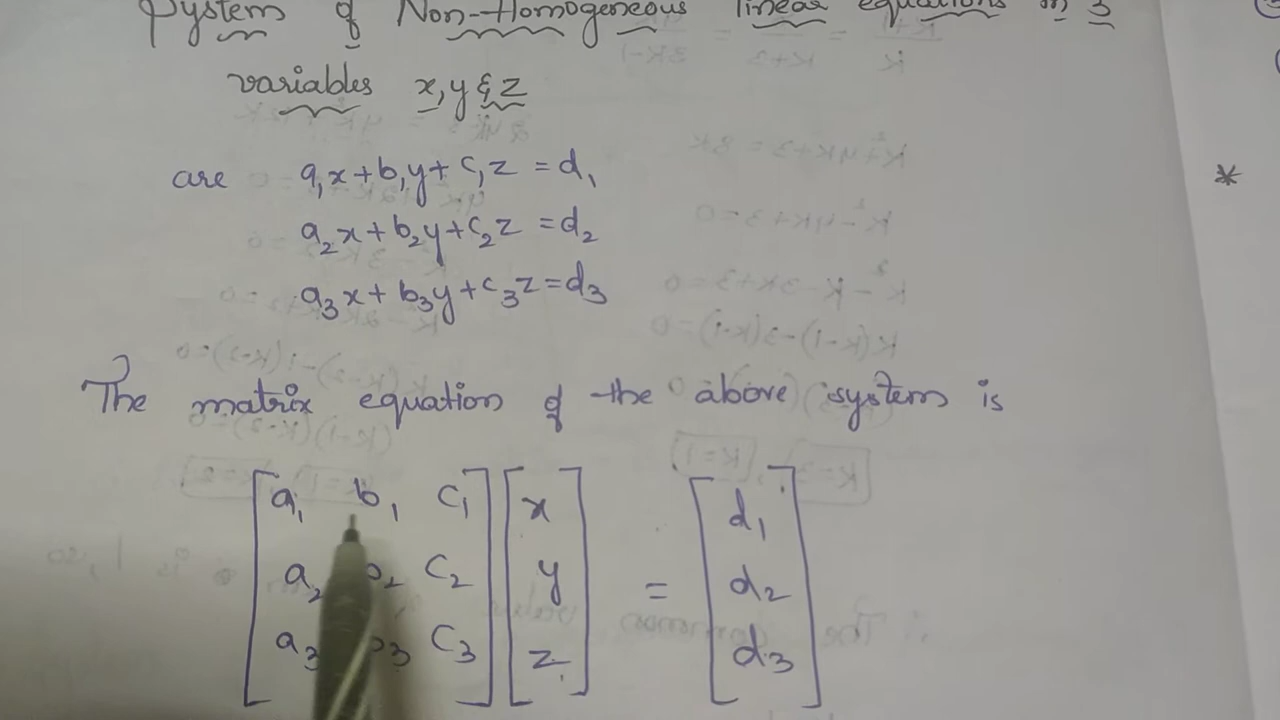 System of Non-Homogeneous linear equations in 3
variables x, y & z
are a₁x + b₁y + c₁z = d₁
a₂x + b₂y + c₂z = d₂
a₃x + b₃y + c₃z = d₃
*
The matrix equation of the above system is
[a₁ b₁ c₁] [x] [d₁]
[a₂ b₂ c₂] [y] = [d₂]
[a₃ b₃ c₃] [z] [d₃]